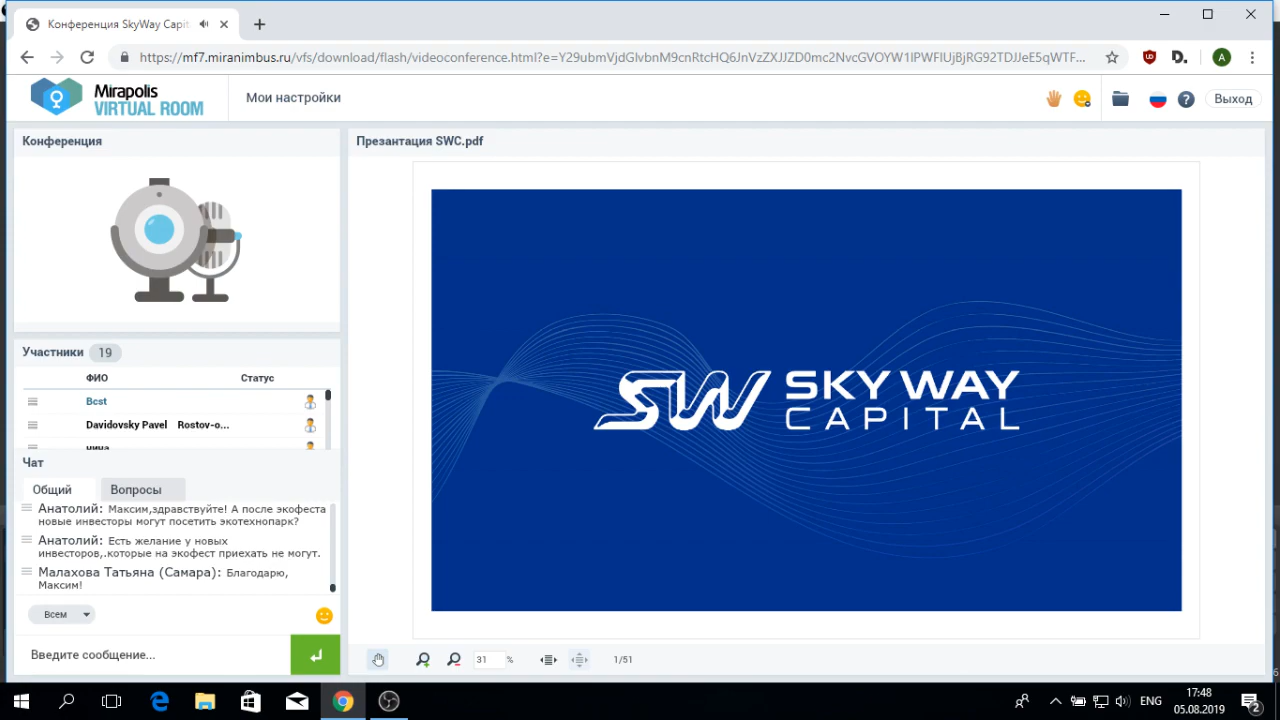 Конференция SkyWay Capit
https://mf7.miranimbus.ru/vfs/download/flash/videoconference.html?e=Y29ubmVjdGlvbnM9cnRtcHQ6JnVzZXJJZD0mc2NvcGVOYW1lPWFlUjBjRG92TDJJeE5qWTF...
Mirapolis
VIRTUAL ROOM
Мои настройки
Выход
Конференция
Презантация SWC.pdf
SKY WAY
CAPITAL
Участники 19
ФИО Статус
Bcst
Davidovsky Pavel Rostov-o...
Чат
Общий Вопросы
Анатолий: Максим,здравствуйте! А после экофеста
новые инвесторы могут посетить экотехнопарк?
Анатолий: Есть желание у новых
инвесторов,.которые на экофест приехать не могут.
Малахова Татьяна (Самара): Благодарю,
Максим!
Всем
Введите сообщение...
31 % 1/51
ENG
17:48
05.08.2019
2